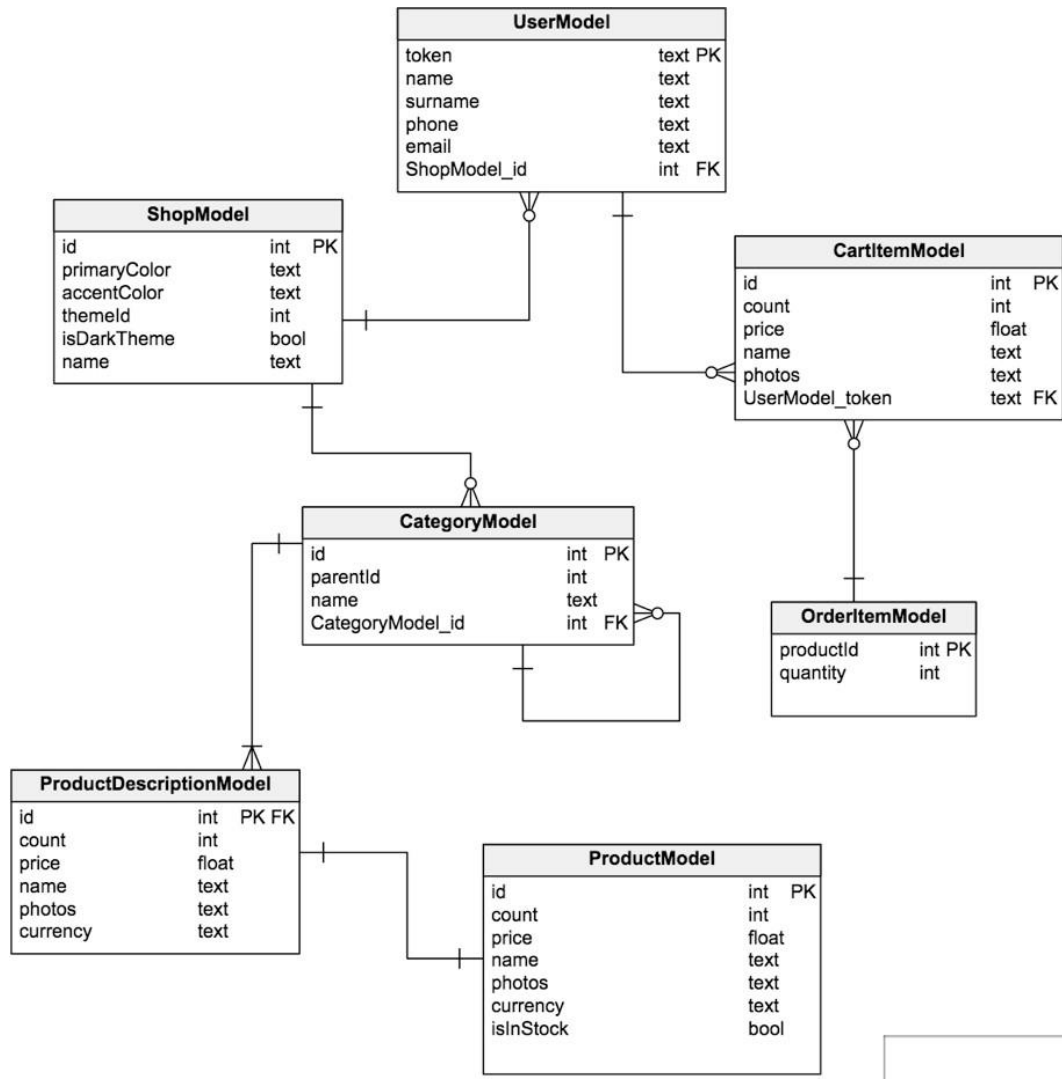 UserModel
token text PK
name text
surname text
phone text
email text
ShopModel_id int FK
ShopModel
id int PK
primaryColor text
accentColor text
themeId int
isDarkTheme bool
name text
CartItemModel
id int PK
count int
price float
name text
photos text
UserModel_token text FK
CategoryModel
id int PK
parentId int
name text
CategoryModel_id int FK
OrderItemModel
productId int PK
quantity int
ProductDescriptionModel
id int PK FK
count int
price float
name text
photos text
currency text
ProductModel
id int PK
count int
price float
name text
photos text
currency text
isInStock bool